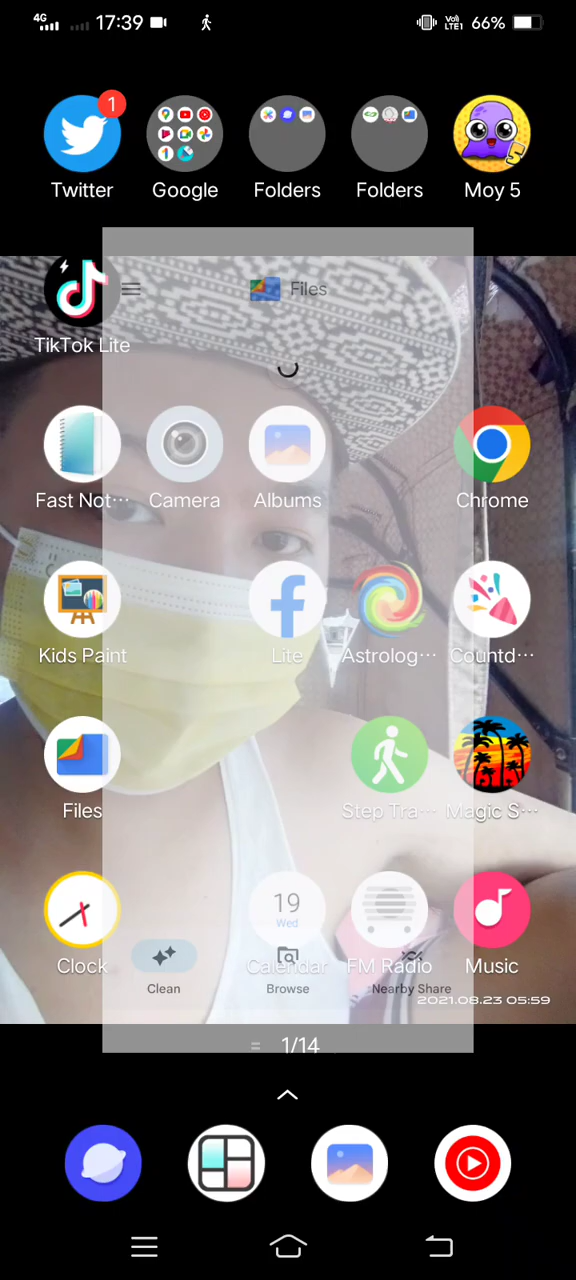 4G 17:39 VoLTE1 66%
1
Twitter Google Folders Folders Moy 5
Files
TikTok Lite
Fast Not··· Camera Albums Chrome
Kids Paint Lite Astrolog··· Countd···
Files Step Tra··· Magic S···
19
Wed
Clock Calendar FM Radio Music
Clean Browse Nearby Share
2021.08.23 05:59
1/14